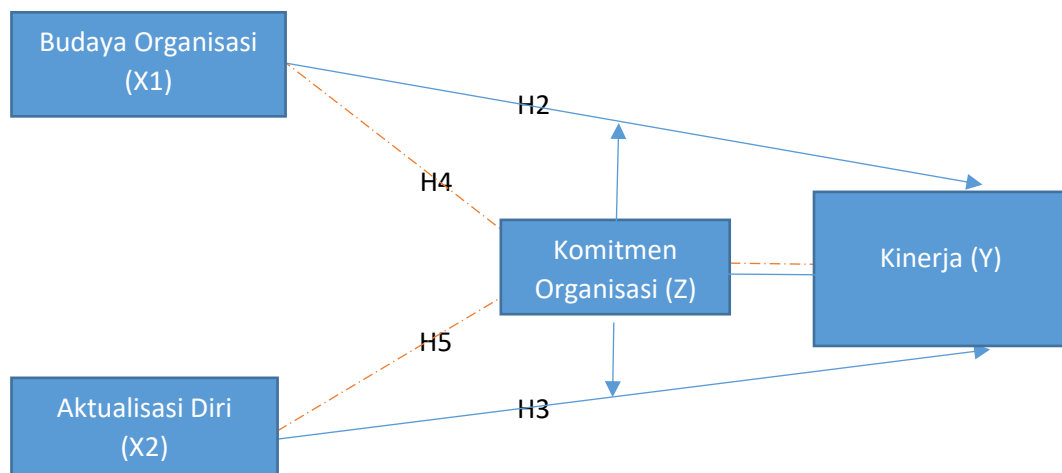 Budaya Organisasi
(X1)
H2
H4
Komitmen
Organisasi (Z)
Kinerja (Y)
H5
Aktualisasi Diri
(X2)
H3